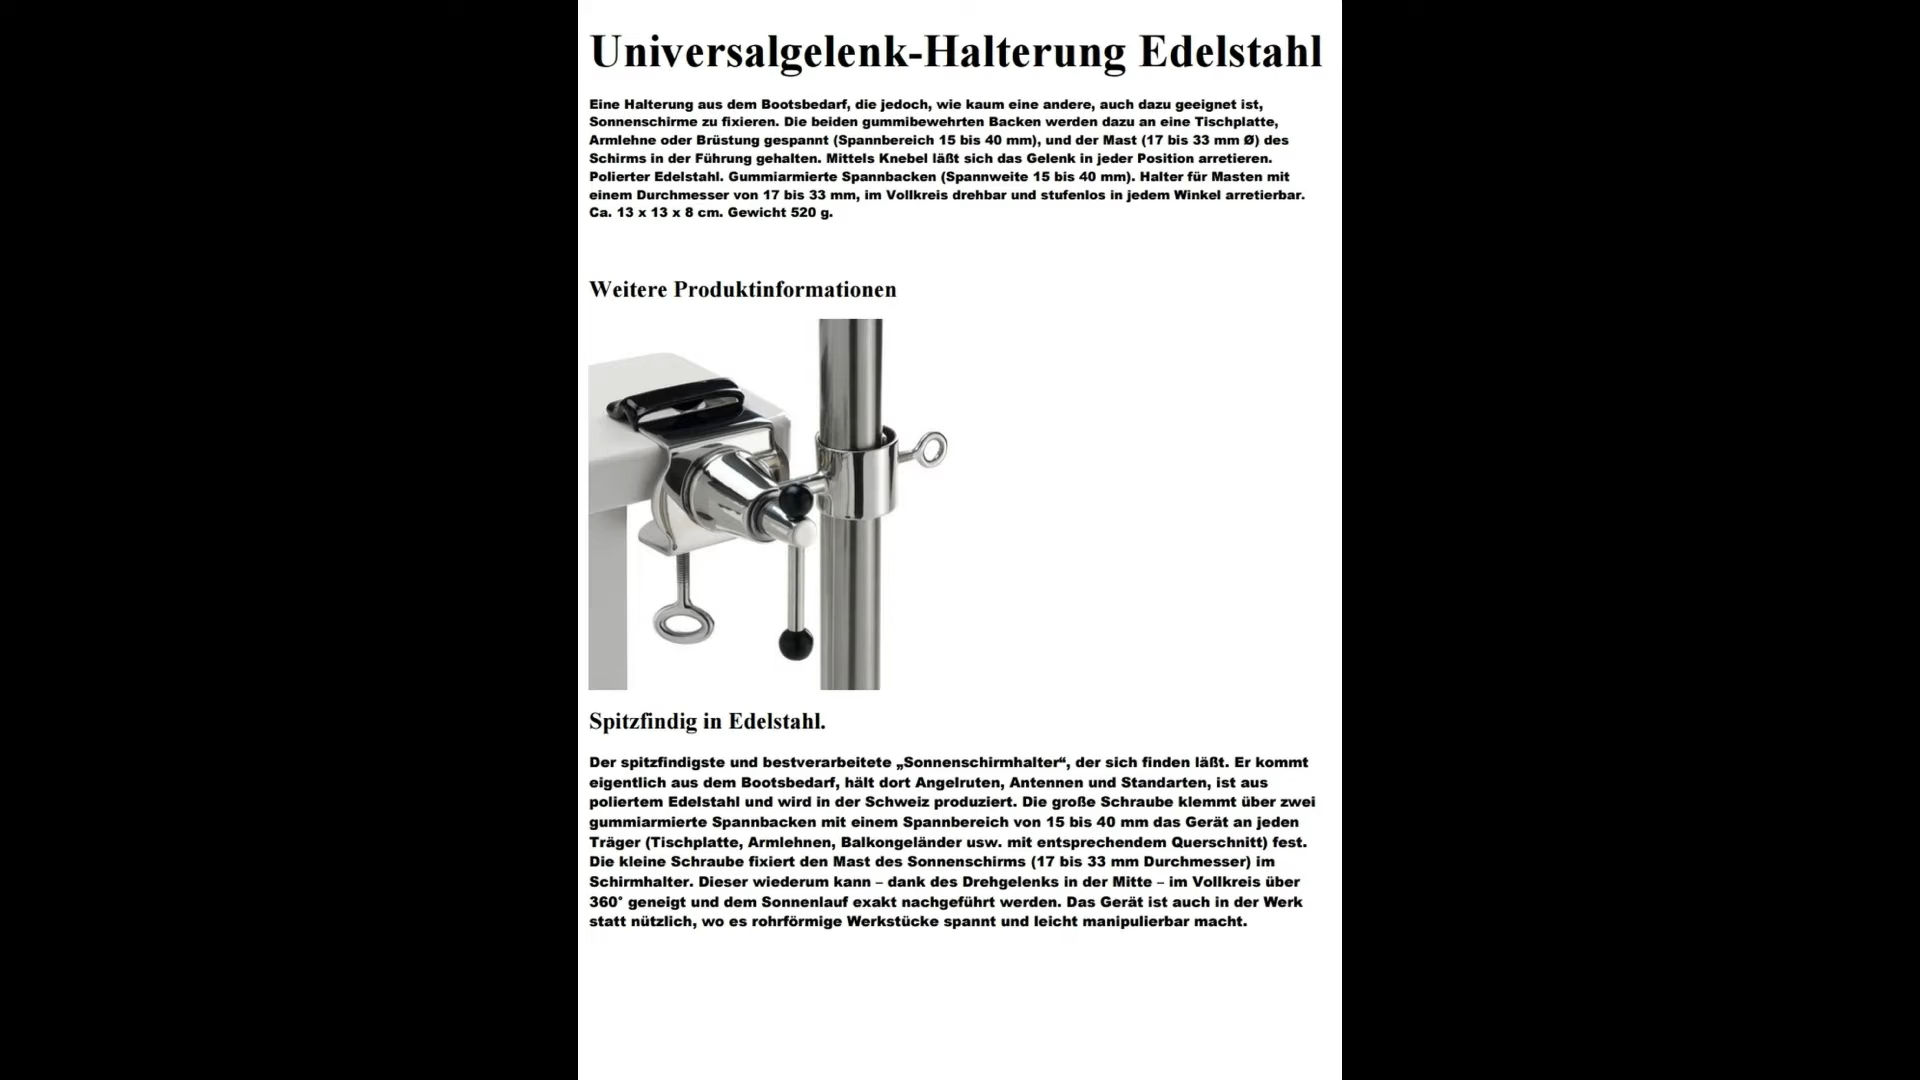 Universalgelenk-Halterung Edelstahl
Eine Halterung aus dem Bootsbedarf, die jedoch, wie kaum eine andere, auch dazu geeignet ist,
Sonnenschirme zu fixieren. Die beiden gummibewehrten Backen werden dazu an eine Tischplatte,
Armlehne oder Brüstung gespannt (Spannbereich 15 bis 40 mm), und der Mast (17 bis 33 mm Ø) des
Schirms in der Führung gehalten. Mittels Knebel läßt sich das Gelenk in jeder Position arretieren.
Polierter Edelstahl. Gummiarmierte Spannbacken (Spannweite 15 bis 40 mm). Halter für Masten mit
einem Durchmesser von 17 bis 33 mm, im Vollkreis drehbar und stufenlos in jedem Winkel arretierbar.
Ca. 13 x 13 x 8 cm. Gewicht 520 g.
Weitere Produktinformationen
Spitzfindig in Edelstahl.
Der spitzfindigste und bestverarbeitete „Sonnenschirmhalter“, der sich finden läßt. Er kommt
eigentlich aus dem Bootsbedarf, hält dort Angelruten, Antennen und Standarten, ist aus
poliertem Edelstahl und wird in der Schweiz produziert. Die große Schraube klemmt über zwei
gummiarmierte Spannbacken mit einem Spannbereich von 15 bis 40 mm das Gerät an jeden
Träger (Tischplatte, Armlehnen, Balkongeländer usw. mit entsprechendem Querschnitt) fest.
Die kleine Schraube fixiert den Mast des Sonnenschirms (17 bis 33 mm Durchmesser) im
Schirmhalter. Dieser wiederum kann – dank des Drehgelenks in der Mitte – im Vollkreis über
360° geneigt und dem Sonnenlauf exakt nachgeführt werden. Das Gerät ist auch in der Werk
statt nützlich, wo es rohrförmige Werkstücke spannt und leicht manipulierbar macht.